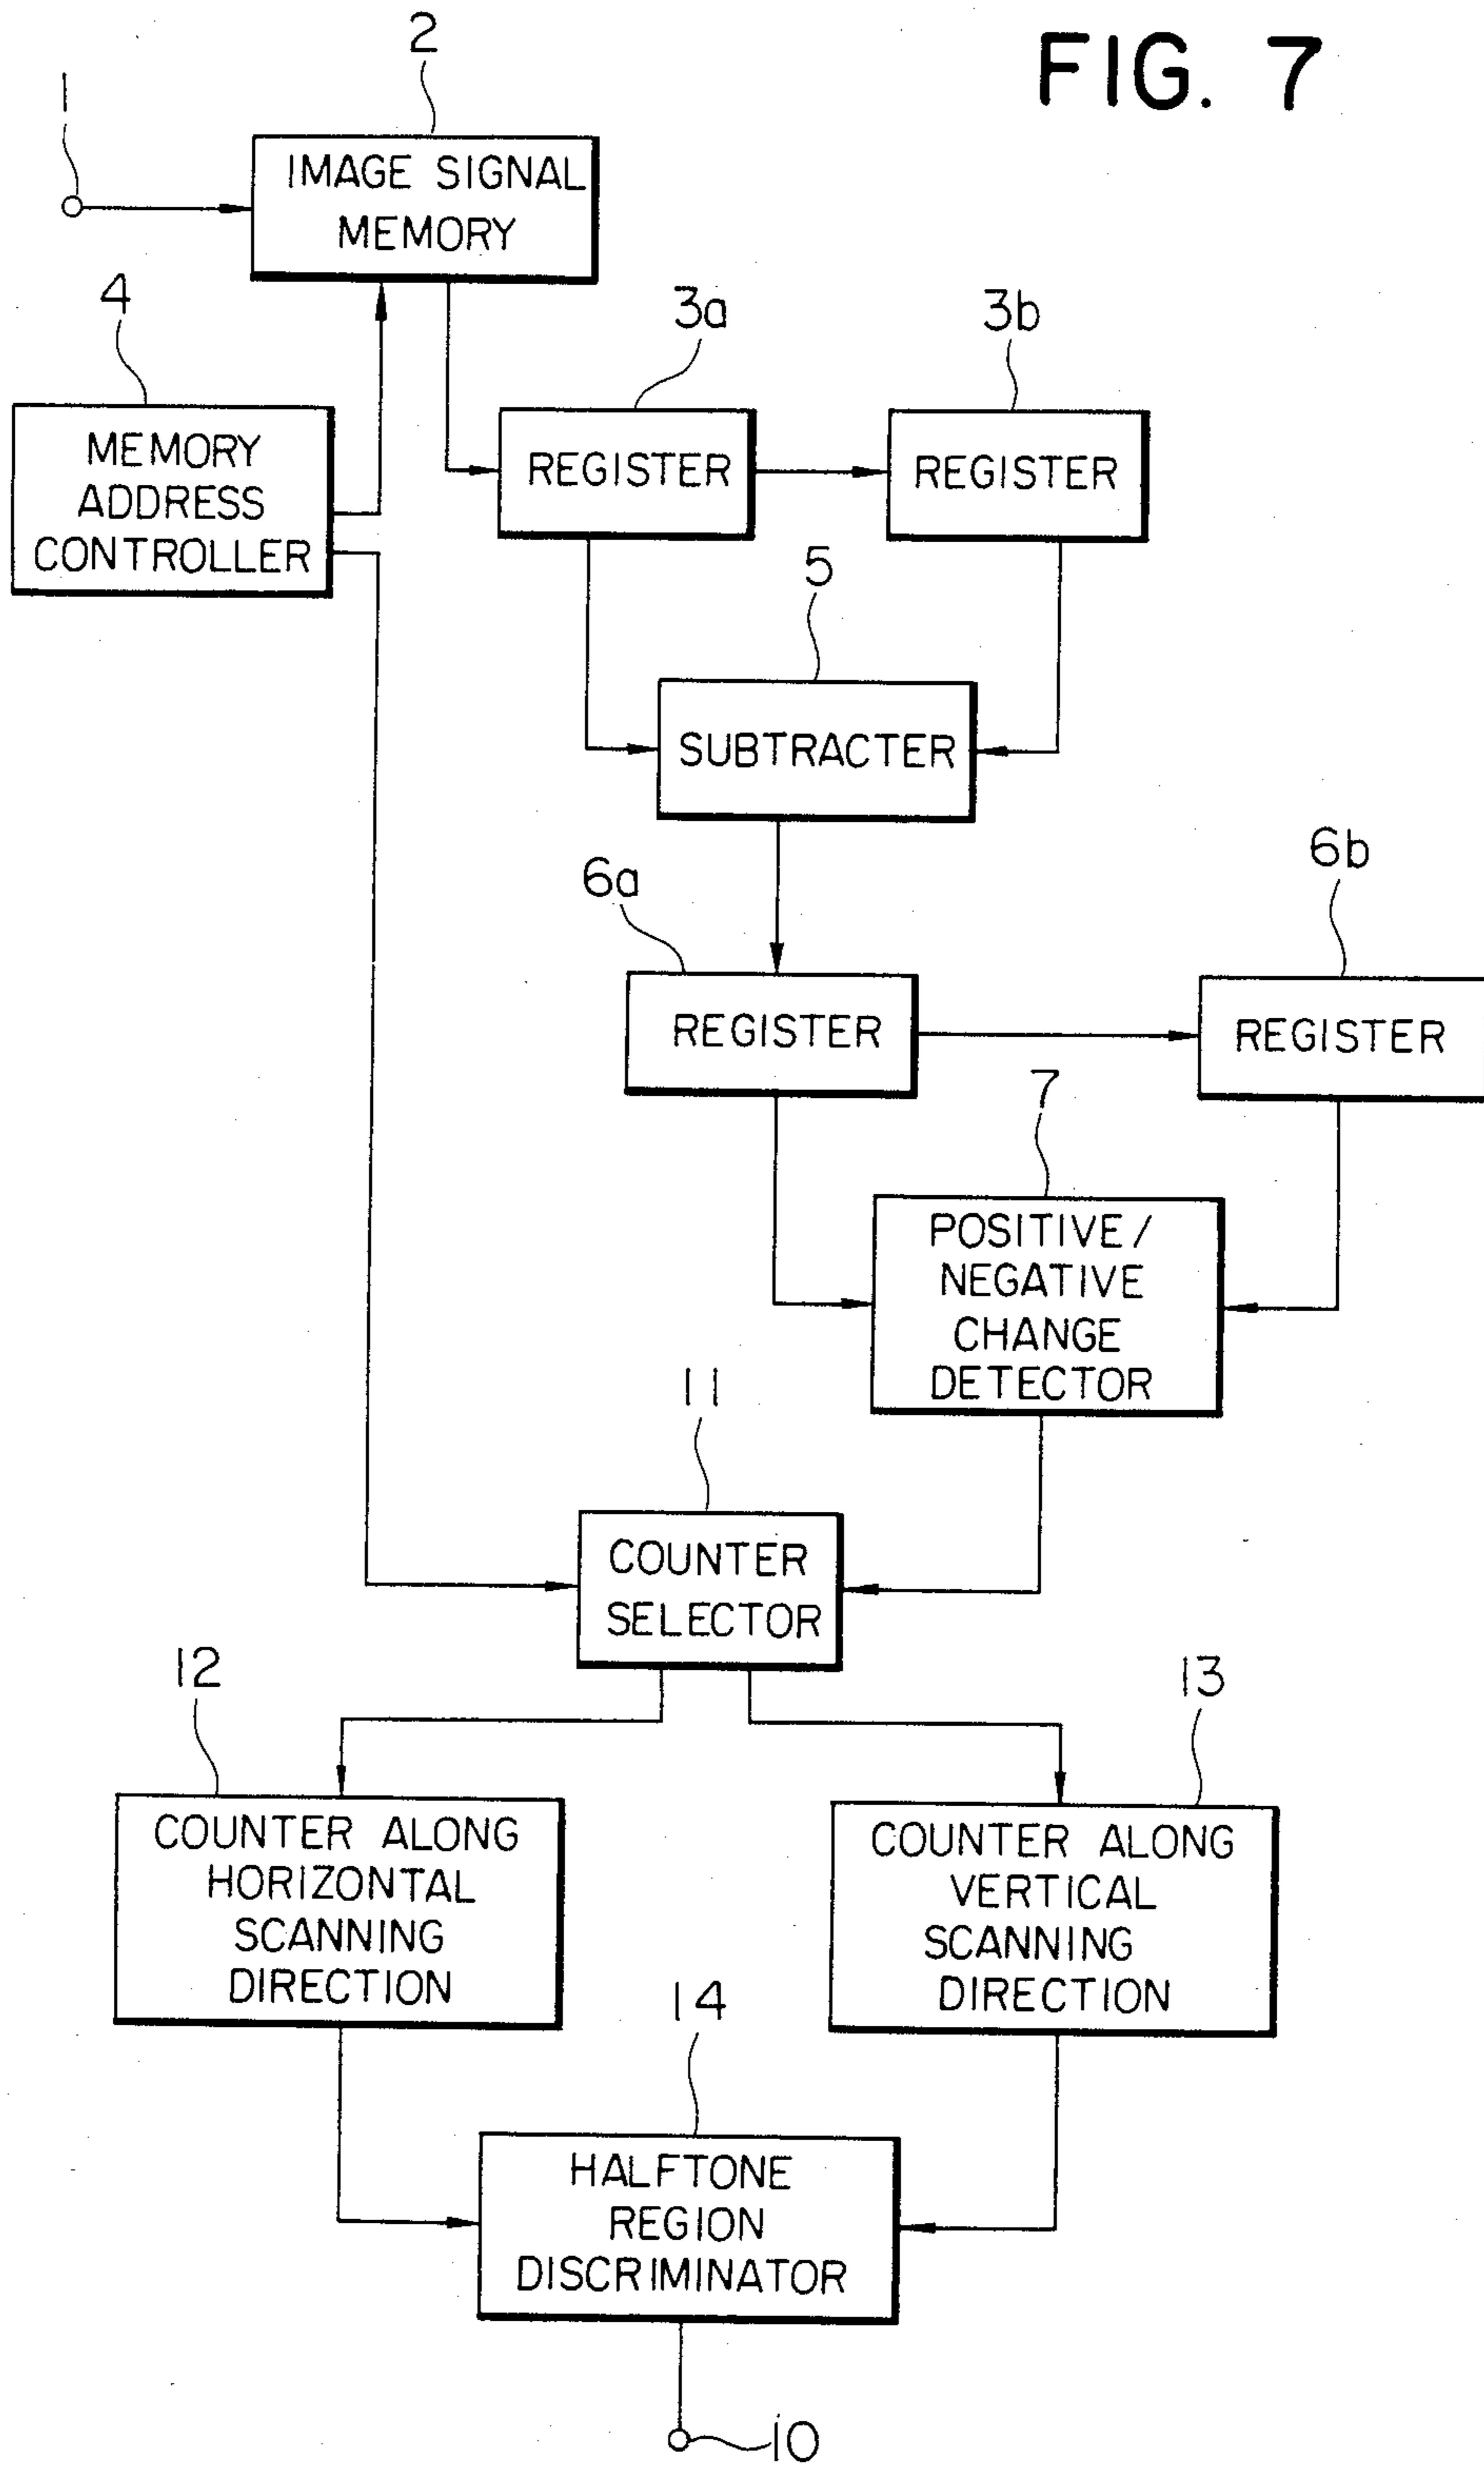 FIG. 7
1
2
IMAGE SIGNAL
MEMORY
4
MEMORY
ADDRESS
CONTROLLER
3a
REGISTER
3b
REGISTER
5
SUBTRACTER
6a
REGISTER
6b
REGISTER
7
POSITIVE/
NEGATIVE
CHANGE
DETECTOR
11
COUNTER
SELECTOR
12
COUNTER ALONG
HORIZONTAL
SCANNING
DIRECTION
13
COUNTER ALONG
VERTICAL
SCANNING
DIRECTION
14
HALFTONE
REGION
DISCRIMINATOR
10